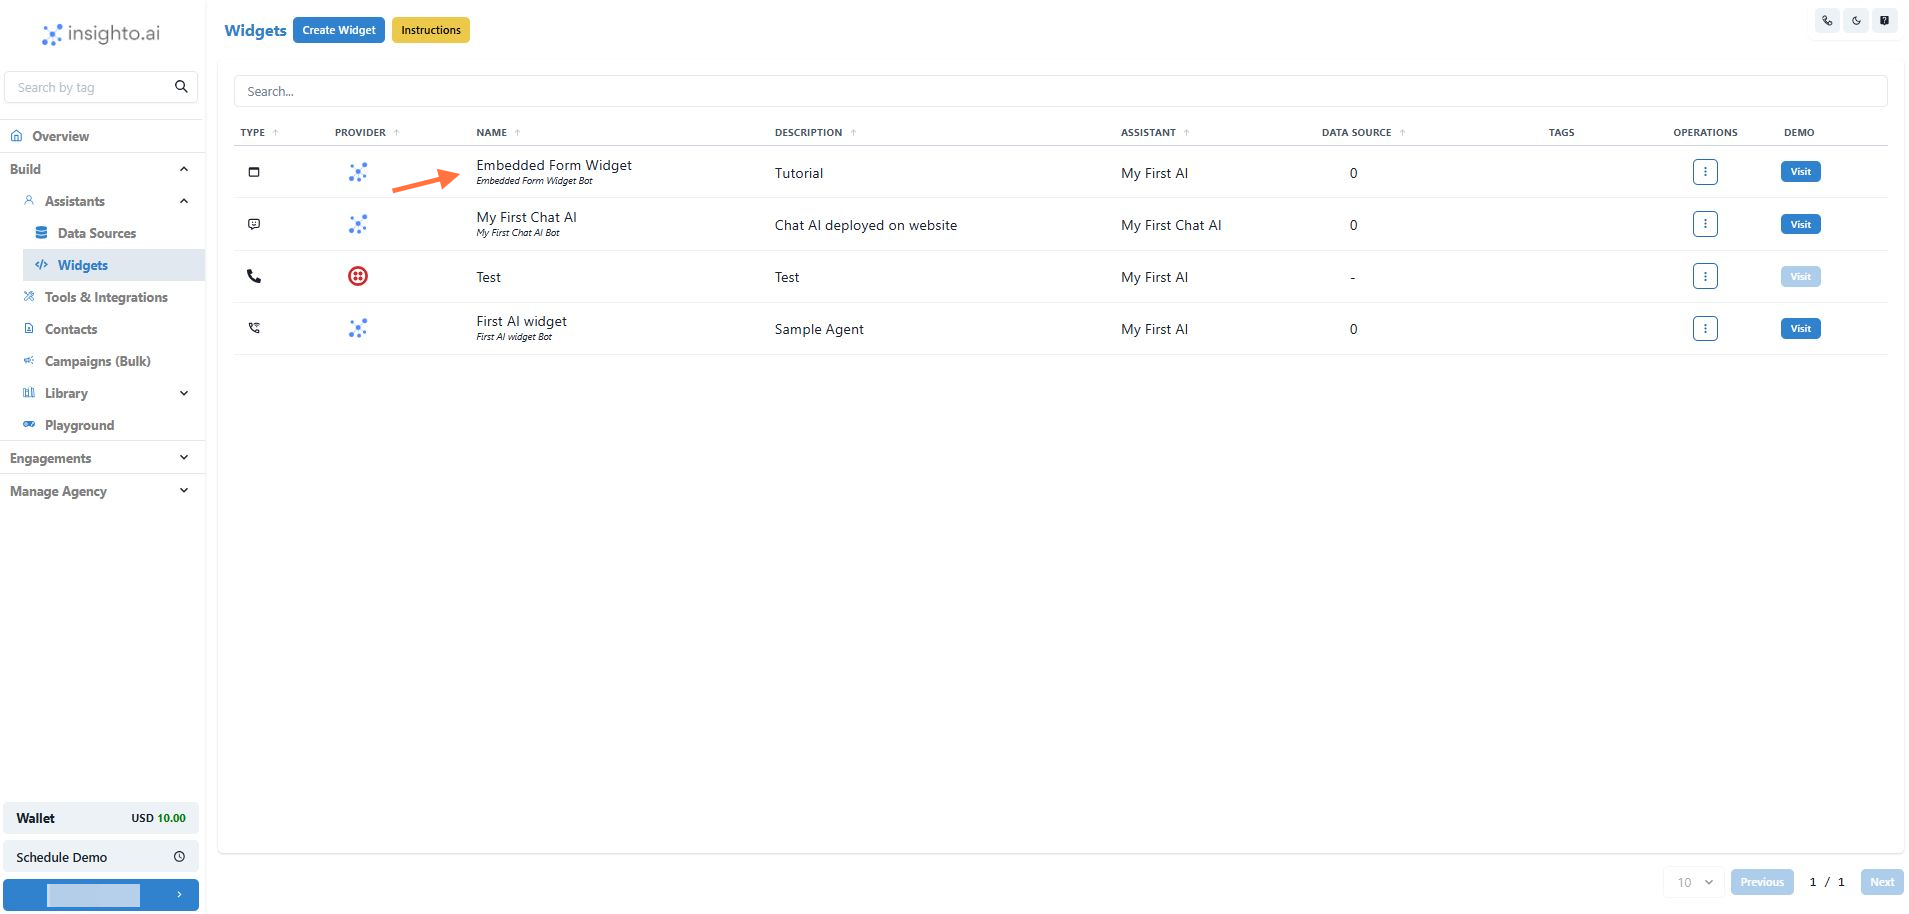 insighto.ai
Search by tag
Overview
Build
Assistants
Data Sources
Widgets
Tools & Integrations
Contacts
Campaigns (Bulk)
Library
Playground
Engagements
Manage Agency
Wallet USD 10.00
Schedule Demo
Widgets Create Widget Instructions
Search...
TYPE PROVIDER NAME DESCRIPTION ASSISTANT DATA SOURCE TAGS OPERATIONS DEMO
Embedded Form Widget
Embedded Form Widget Bot
Tutorial My First AI 0 Visit
My First Chat AI
My First Chat AI Bot
Chat AI deployed on website My First Chat AI 0 Visit
Test Test My First AI - Visit
First AI widget
First AI widget Bot
Sample Agent My First AI 0 Visit
10 Previous 1 / 1 Next